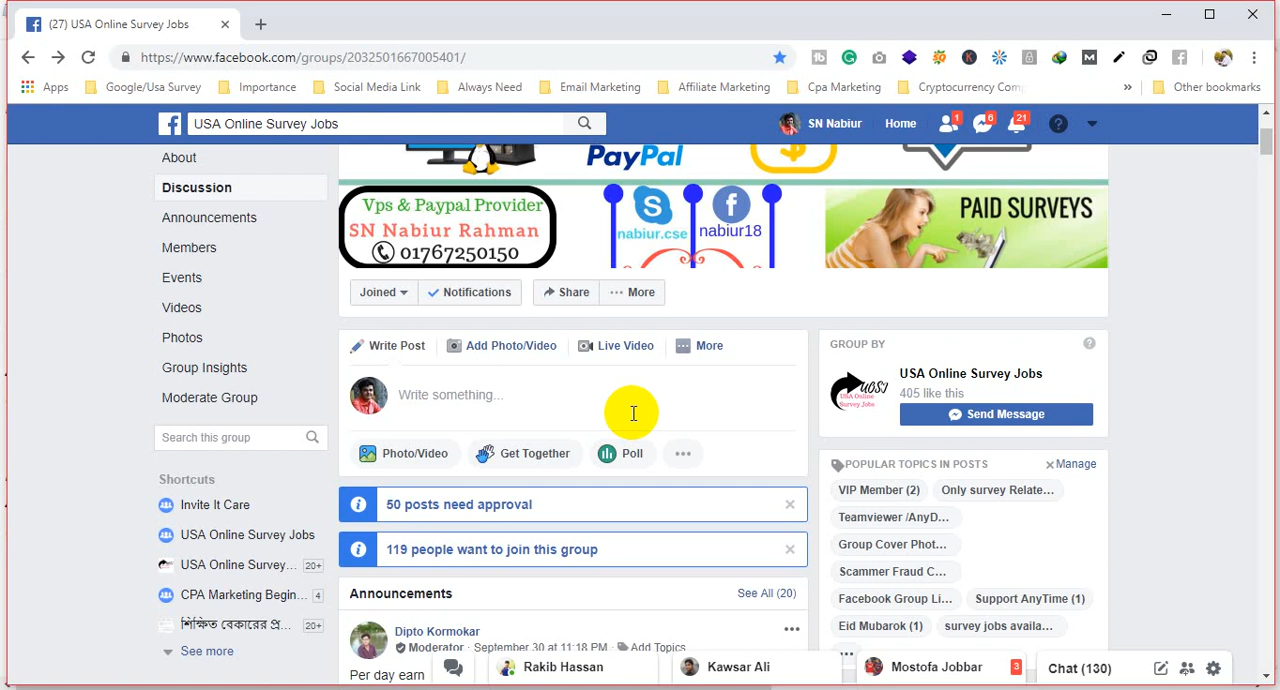 (27) USA Online Survey Jobs
https://www.facebook.com/groups/2032501667005401/
Apps
Google/Usa Survey
Importance
Social Media Link
Always Need
Email Marketing
Affiliate Marketing
Cpa Marketing
Cryptocurrency Com
»
Other bookmarks
USA Online Survey Jobs
SN Nabiur
Home
1
6
21
About
Discussion
Announcements
Members
Events
Videos
Photos
Group Insights
Moderate Group
Search this group
Shortcuts
Invite It Care
USA Online Survey Jobs
USA Online Survey... 20+
CPA Marketing Begin... 4
শিক্ষিত বেকারের প্র... 20+
See more
PayPal
Vps & Paypal Provider
SN Nabiur Rahman
01767250150
nabiur.cse
nabiur18
PAID SURVEYS
Joined
Notifications
Share
More
Write Post
Add Photo/Video
Live Video
More
Write something...
Photo/Video
Get Together
Poll
50 posts need approval
119 people want to join this group
Announcements
See All (20)
Dipto Kormokar
Moderator · September 30 at 11:18 PM · Add Topics
Per day earn
GROUP BY
USA Online Survey Jobs
405 like this
Send Message
POPULAR TOPICS IN POSTS
Manage
VIP Member (2)
Only survey Relate...
Teamviewer /AnyD...
Group Cover Phot...
Scammer Fraud C...
Facebook Group Li...
Support AnyTime (1)
Eid Mubarok (1)
survey jobs availa...
Rakib Hassan
Kawsar Ali
Mostofa Jobbar 3
Chat (130)